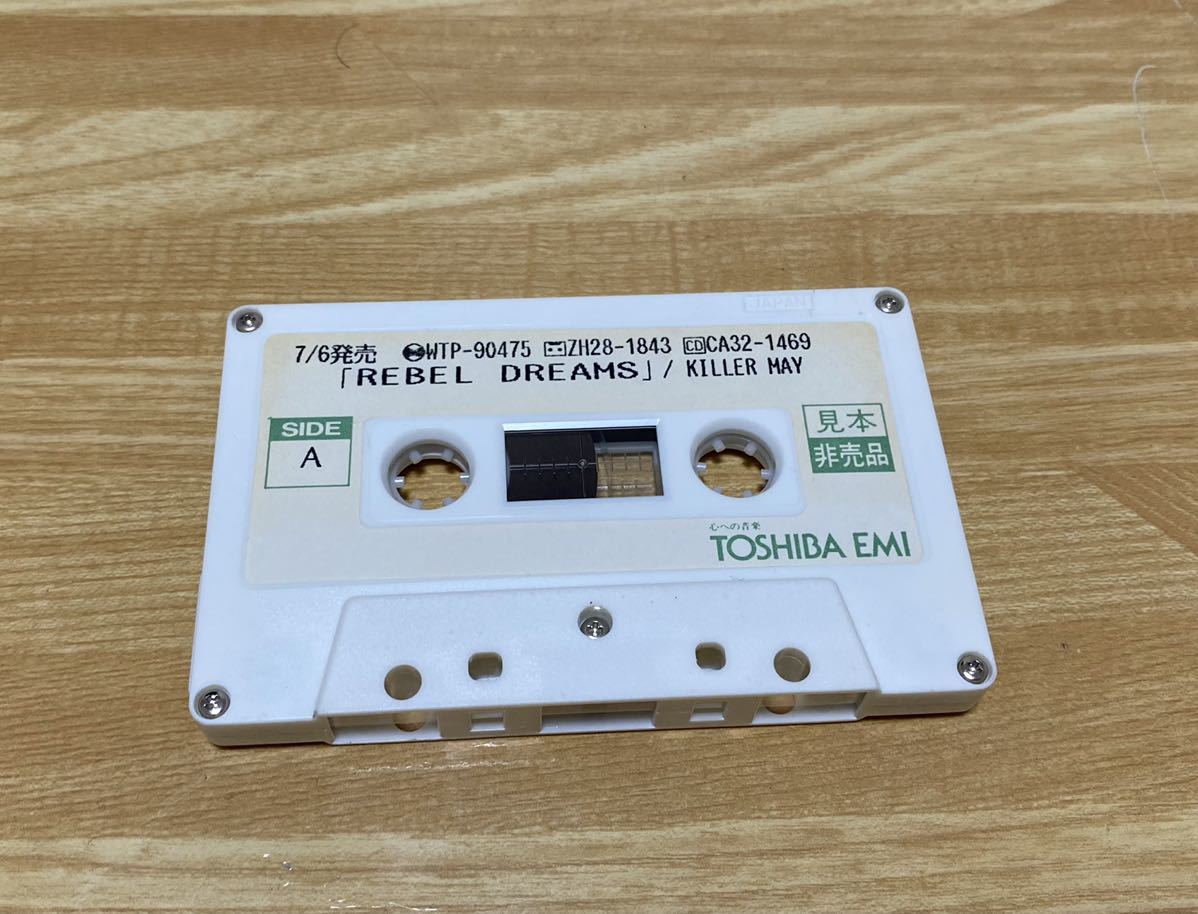 JAPAN
7/6発売 WTP-90475 ZH28-1843 CD CA32-1469
「REBEL DREAMS」/ KILLER MAY
SIDE
A
見本
非売品
心への音楽
TOSHIBA EMI